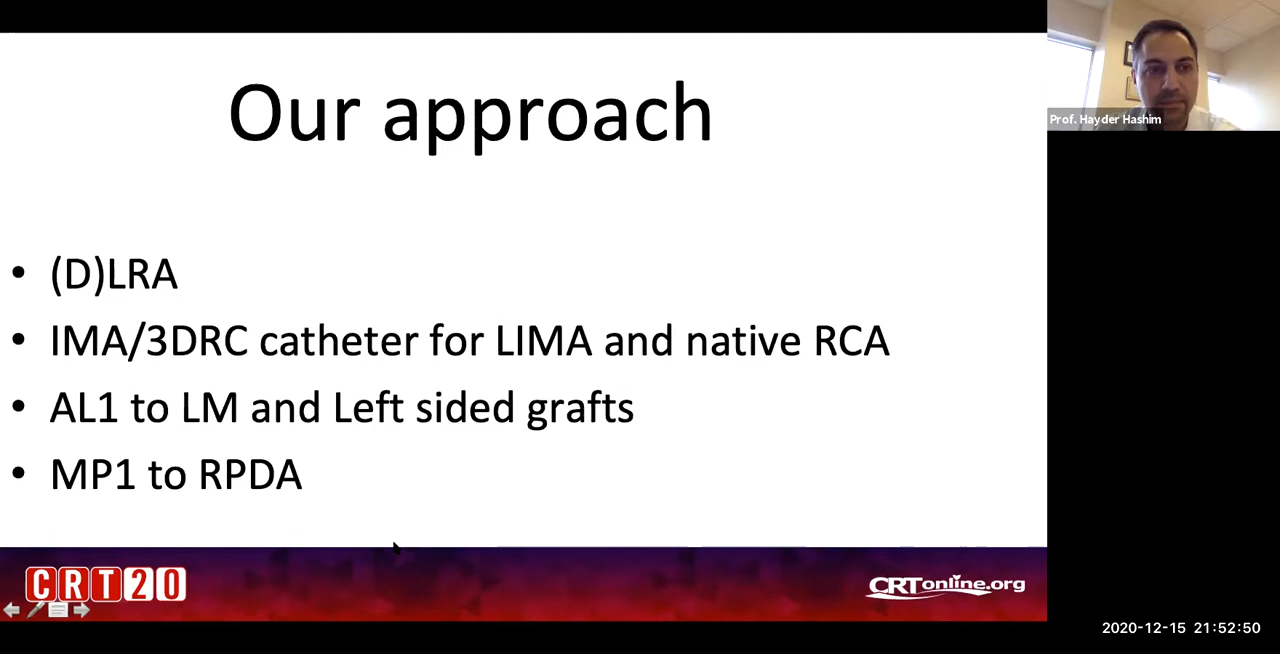 Our approach
Prof. Hayder Hashim
• (D)LRA
• IMA/3DRC catheter for LIMA and native RCA
• AL1 to LM and Left sided grafts
• MP1 to RPDA
CRT20
CRTonline.org
2020-12-15 21:52:50